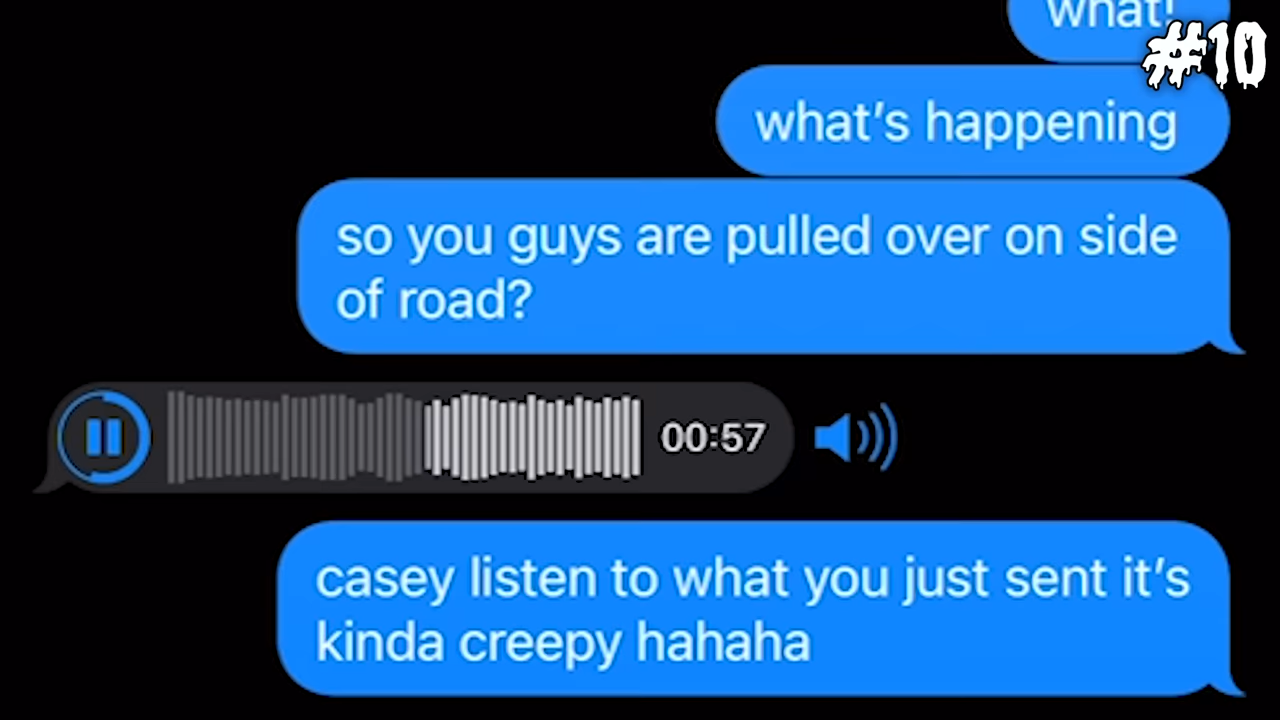 what!
#10
what's happening
so you guys are pulled over on side
of road?
00:57
casey listen to what you just sent it's
kinda creepy hahaha